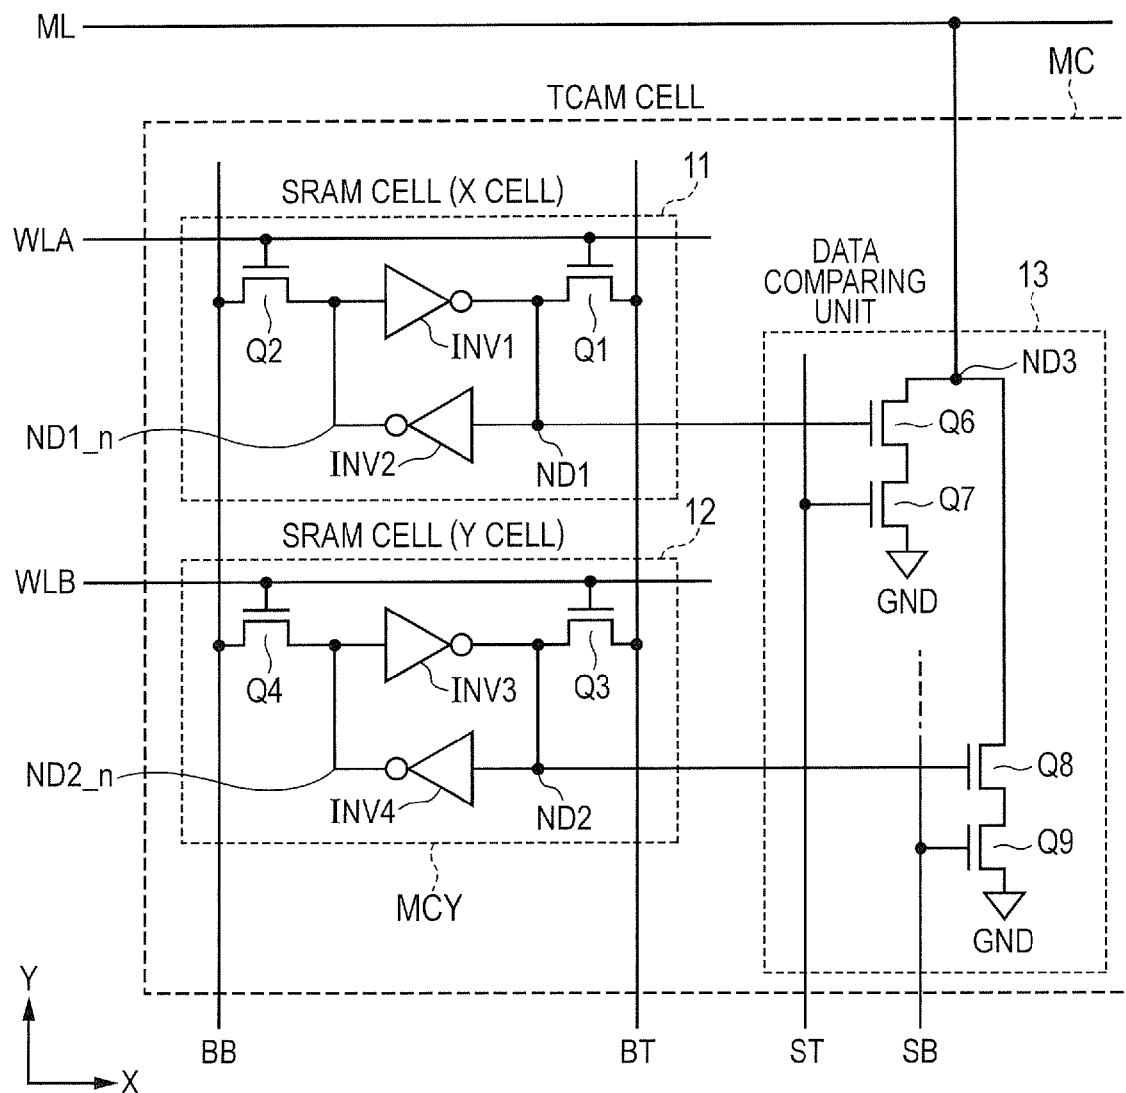 ML
MC
TCAM CELL
11
SRAM CELL (X CELL)
WLA
DATA
COMPARING
UNIT
13
Q2
INV1
Q1
ND3
Q6
ND1_n
INV2
ND1
Q7
12
SRAM CELL (Y CELL)
WLB
GND
Q4
INV3
Q3
ND2_n
INV4
ND2
Q8
Q9
MCY
GND
Y
X
BB
BT
ST
SB